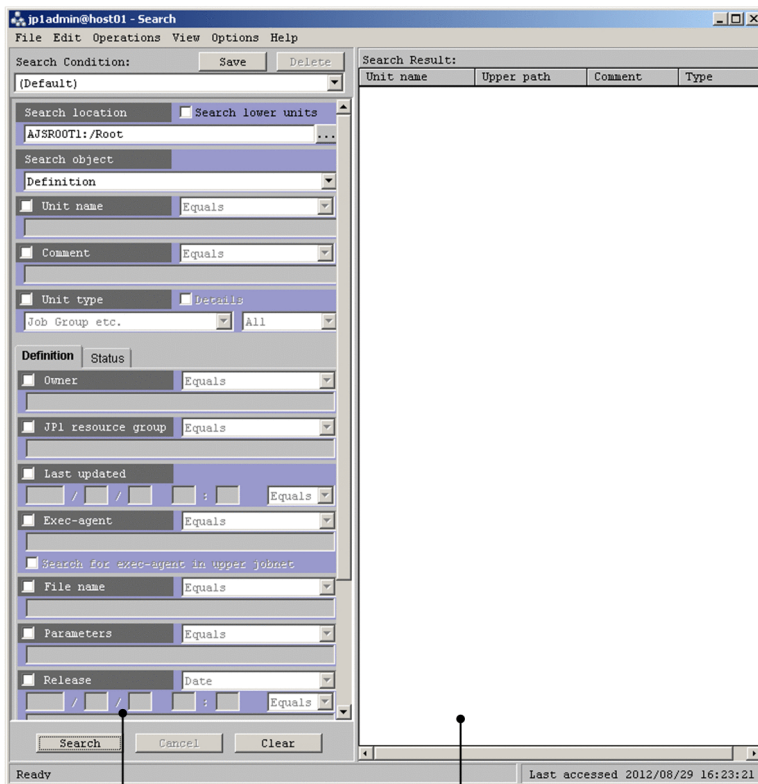 jp1admin@host01 - Search
File Edit Operations View Options Help
Search Condition: Save Delete
(Default)
Search location Search lower units
AJSROOT1:/Root ...
Search object
Definition
Unit name Equals
Comment Equals
Unit type Details
Job Group etc. All
Definition Status
Owner Equals
JP1 resource group Equals
Last updated
/ / : Equals
Exec-agent Equals
Search for exec-agent in upper jobnet
File name Equals
Parameters Equals
Release Date
/ / : Equals
Search Cancel Clear
Search Result:
Unit name Upper path Comment Type
Ready Last accessed 2012/08/29 16:23:21